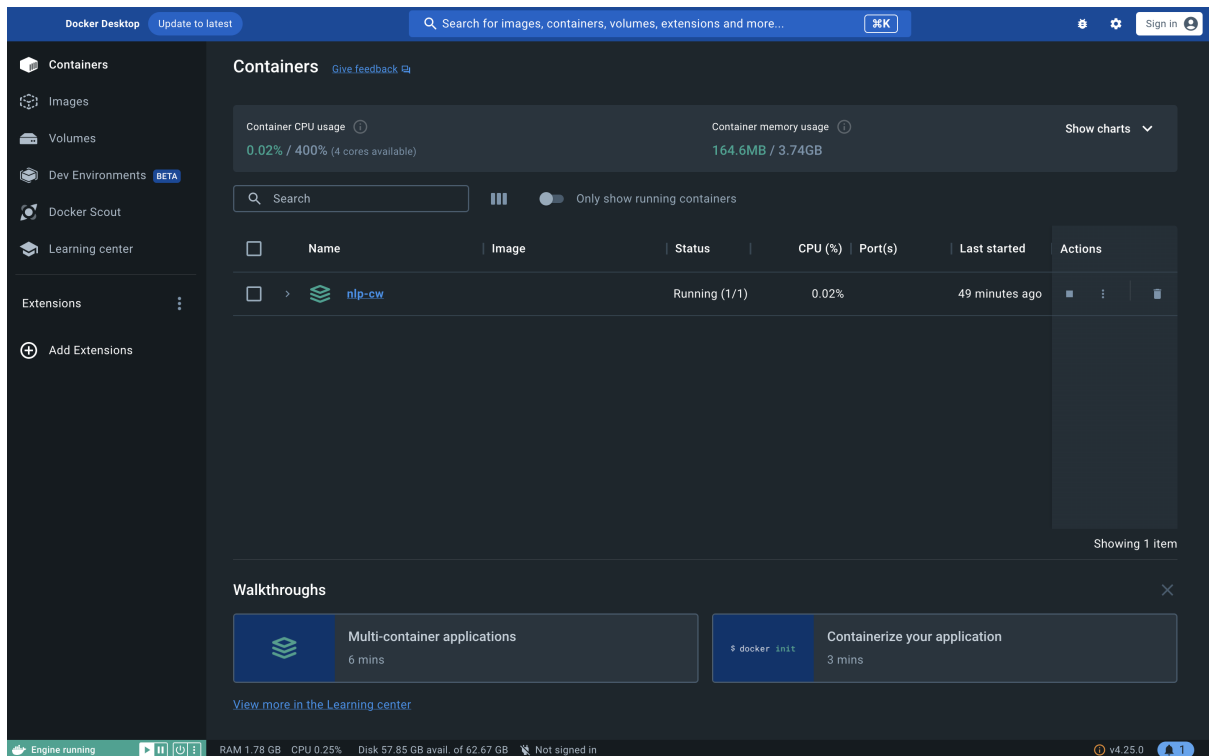 Docker Desktop
Update to latest
Search for images, containers, volumes, extensions and more...
⌘K
Sign in
Containers
Images
Volumes
Dev Environments BETA
Docker Scout
Learning center
Extensions
Add Extensions
Containers
Give feedback
Container CPU usage
0.02% / 400% (4 cores available)
Container memory usage
164.6MB / 3.74GB
Show charts
Search
Only show running containers
Name Image Status CPU (%) Port(s) Last started Actions
nlp-cw Running (1/1) 0.02% 49 minutes ago
Showing 1 item
Walkthroughs
Multi-container applications
6 mins
$ docker init
Containerize your application
3 mins
View more in the Learning center
Engine running
RAM 1.78 GB CPU 0.25% Disk 57.85 GB avail. of 62.67 GB Not signed in
v4.25.0
1